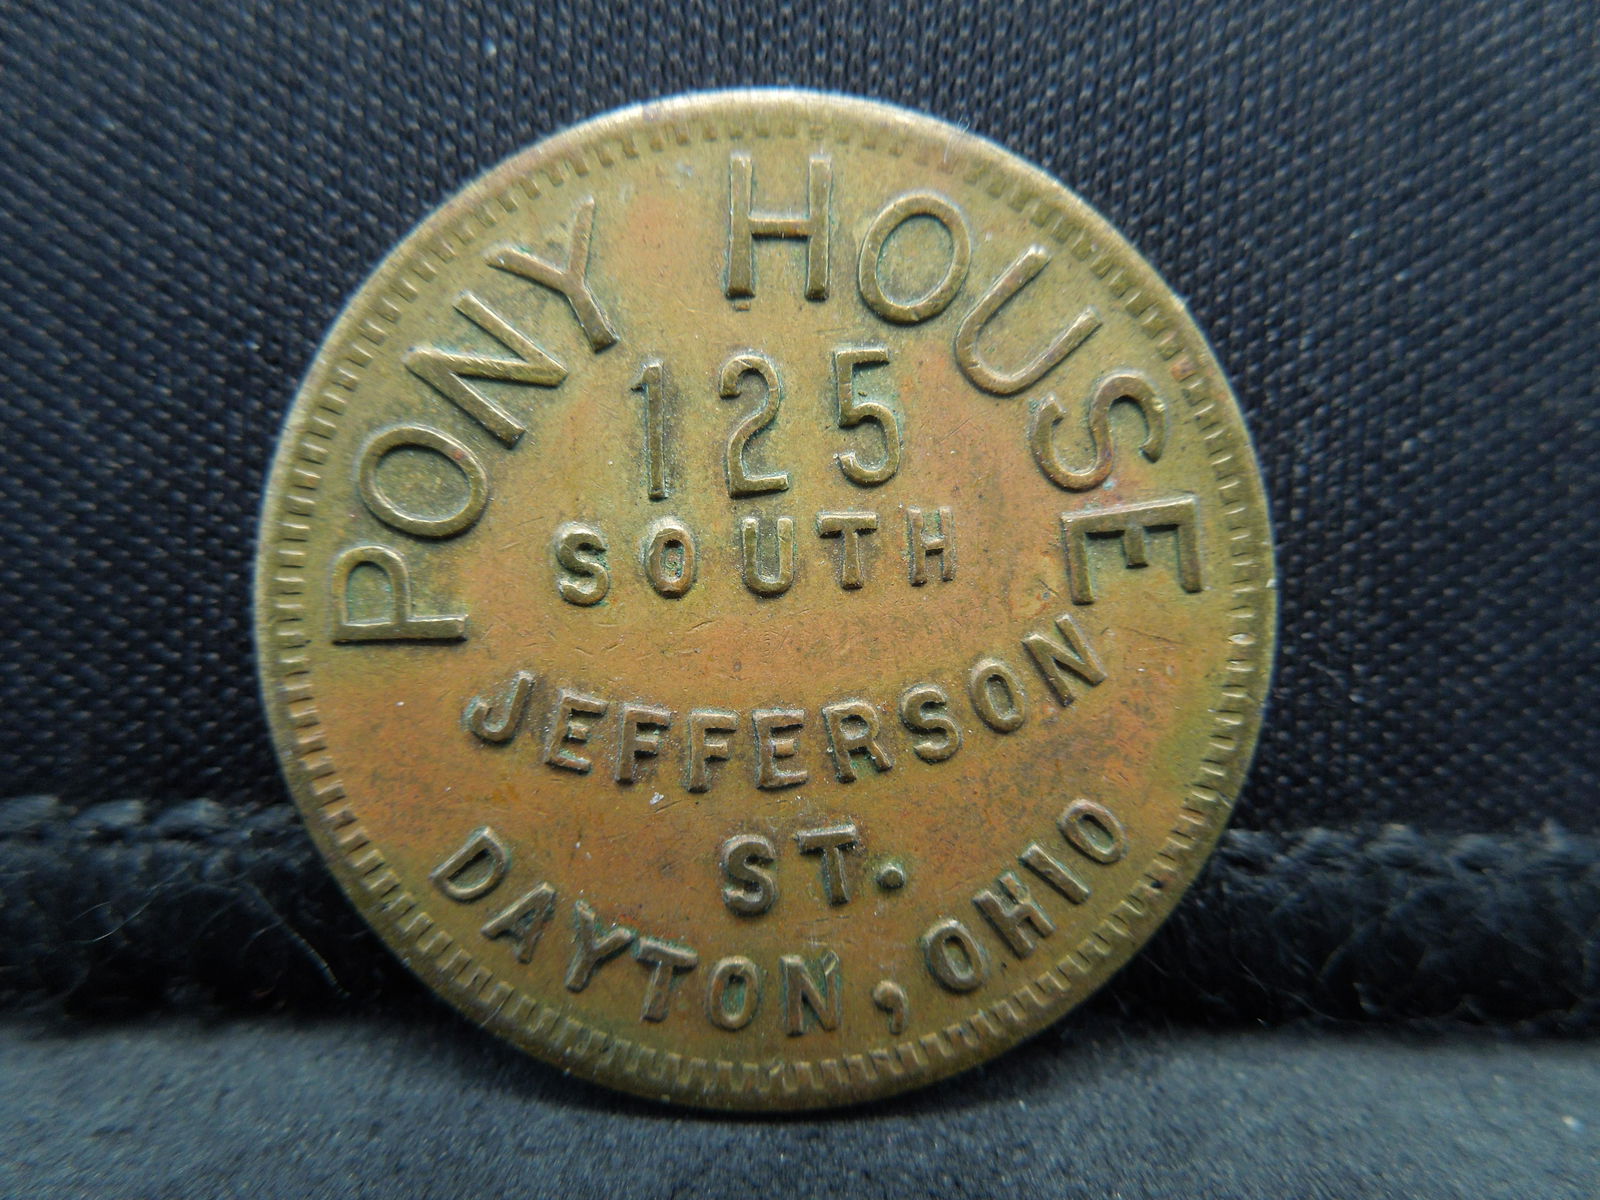 PONY HOUSE
125
SOUTH
JEFFERSON
ST.
DAYTON, OHIO